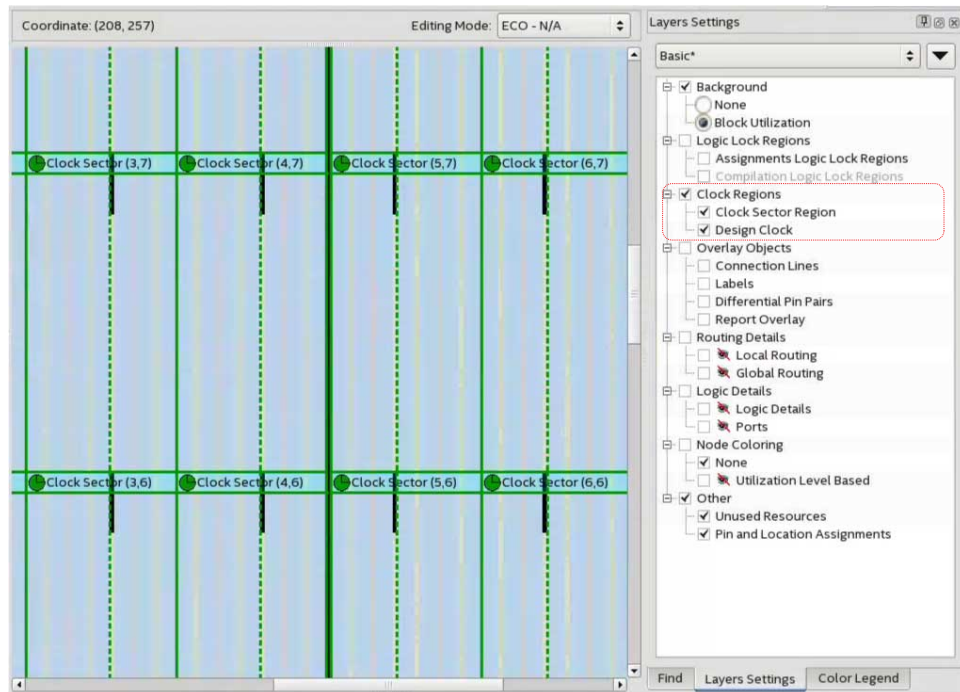 Coordinate: (208, 257)
Editing Mode: ECO - N/A
Clock Sector (3,7) Clock Sector (4,7) Clock Sector (5,7) Clock Sector (6,7)
Clock Sector (3,6) Clock Sector (4,6) Clock Sector (5,6) Clock Sector (6,6)
Layers Settings
Basic*
Background
None
Block Utilization
Logic Lock Regions
Assignments Logic Lock Regions
Compilation Logic Lock Regions
Clock Regions
Clock Sector Region
Design Clock
Overlay Objects
Connection Lines
Labels
Differential Pin Pairs
Report Overlay
Routing Details
Local Routing
Global Routing
Logic Details
Logic Details
Ports
Node Coloring
None
Utilization Level Based
Other
Unused Resources
Pin and Location Assignments
Find Layers Settings Color Legend